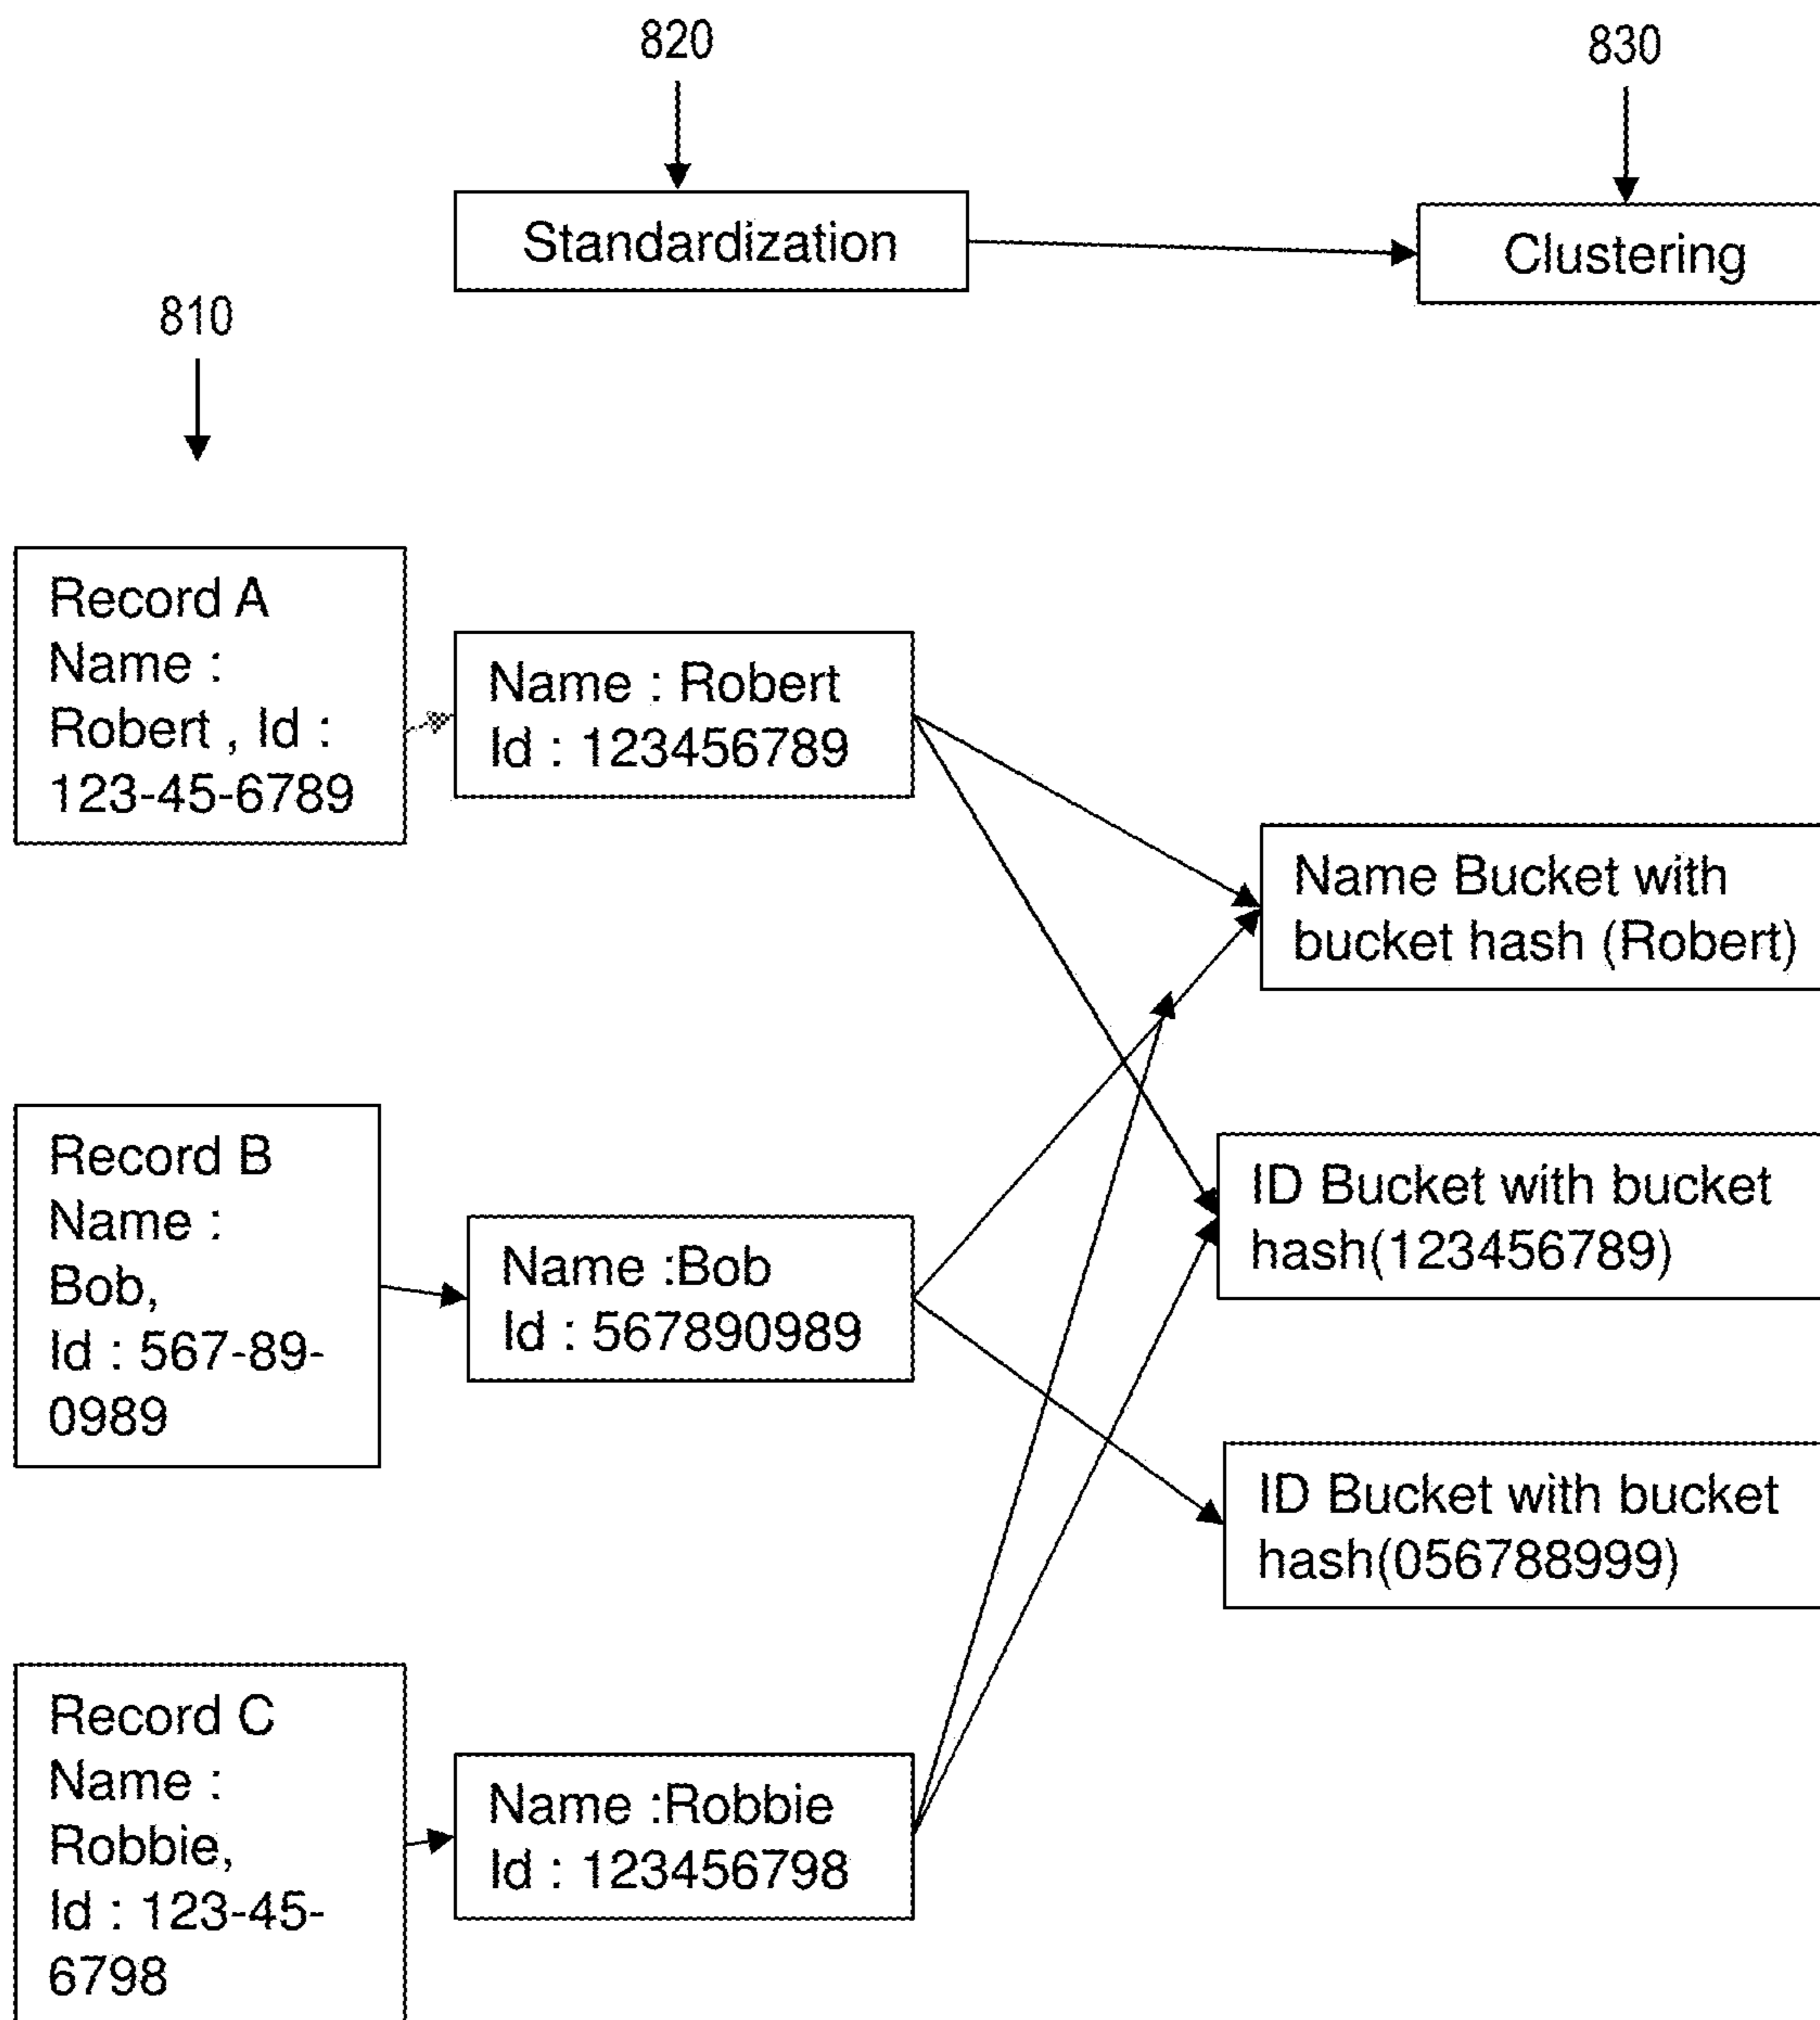 820
830
Standardization
Clustering
810
Record A
Name :
Robert , Id :
123-45-6789
Name : Robert
Id : 123456789
Name Bucket with
bucket hash (Robert)
Record B
Name :
Bob,
Id : 567-89-
0989
Name :Bob
Id : 567890989
ID Bucket with bucket
hash(123456789)
ID Bucket with bucket
hash(056788999)
Record C
Name :
Robbie,
Id : 123-45-
6798
Name :Robbie
Id : 123456798